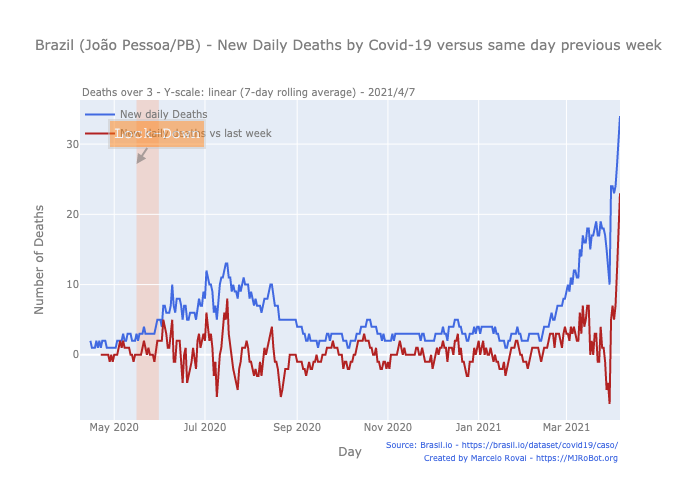 Brazil (João Pessoa/PB) - New Daily Deaths by Covid-19 versus same day previous week
Deaths over 3 - Y-scale: linear (7-day rolling average) - 2021/4/7
New daily Deaths
Lock Down
vs last week
Number of Deaths
30
20
10
0
May 2020
Jul 2020
Sep 2020
Nov 2020
Jan 2021
Mar 2021
Day
Source: Brasil.io - https://brasil.io/dataset/covid19/caso/
Created by Marcelo Rovai - https://MJRoBot.org